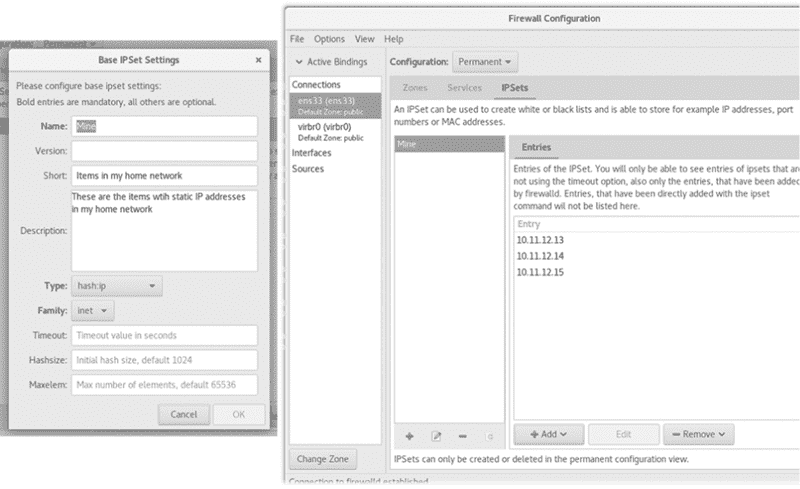 Permanent
Base IPSet Settings
Please configure base ipset settings:
Bold entries are mandatory, all others are optional.
Name: Mine
Version:
Short: Items in my home network
Description: These are the items wtih static IP addresses
in my home network
Type: hash:ip
Family: inet
Timeout: Timeout value in seconds
Hashsize: Initial hash size, default 1024
Maxelem: Max number of elements, default 65536
Cancel OK
Firewall Configuration
File Options View Help
Active Bindings
Connections
ens33 (ens33)
Default Zone: public
virbr0 (virbr0)
Default Zone: public
Interfaces
Sources
Change Zone
Configuration: Permanent
Zones Services IPSets
An IPSet can be used to create white or black lists and is able to store for example IP addresses, port
numbers or MAC addresses.
Mine
Entries
Entries of the IPSet. You will only be able to see entries of ipsets that are
not using the timeout option, also only the entries, that have been added
by firewalld. Entries, that have been directly added with the ipset
command wil not be listed here.
Entry
10.11.12.13
10.11.12.14
10.11.12.15
Add Edit Remove
IPSets can only be created or deleted in the permanent configuration view.
Connection to firewalld established.